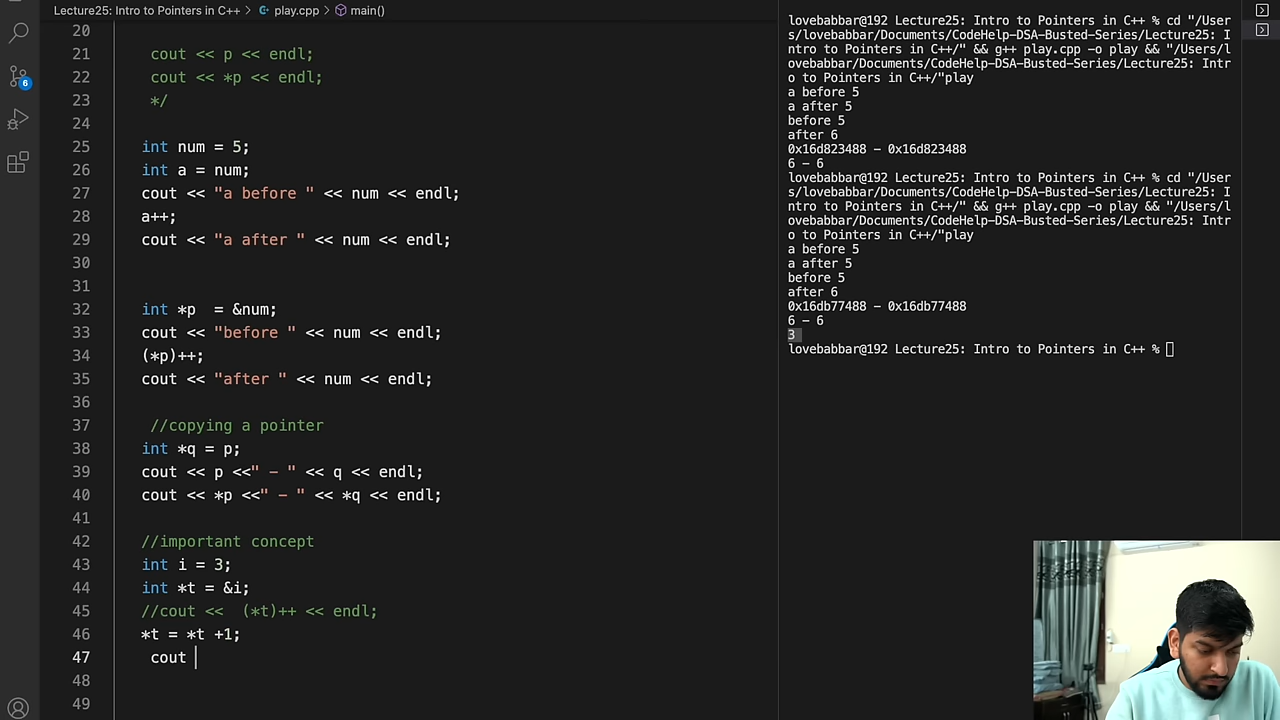 Lecture25: Intro to Pointers in C++ > play.cpp > main()
20
21 cout << p << endl;
22 cout << *p << endl;
23 */
24
25 int num = 5;
26 int a = num;
27 cout << "a before " << num << endl;
28 a++;
29 cout << "a after " << num << endl;
30
31
32 int *p  = &num;
33 cout << "before " << num << endl;
34 (*p)++;
35 cout << "after " << num << endl;
36
37 //copying a pointer
38 int *q = p;
39 cout << p <<" - " << q << endl;
40 cout << *p <<" - " << *q << endl;
41
42 //important concept
43 int i = 3;
44 int *t = &i;
45 //cout <<  (*t)++ << endl;
46 *t = *t +1;
47 cout
48
49
6
lovebabbar@192 Lecture25: Intro to Pointers in C++ % cd "/User
s/lovebabbar/Documents/CodeHelp-DSA-Busted-Series/Lecture25: I
ntro to Pointers in C++/" && g++ play.cpp -o play && "/Users/l
ovebabbar/Documents/CodeHelp-DSA-Busted-Series/Lecture25: Intr
o to Pointers in C++/"play
a before 5
a after 5
before 5
after 6
0x16d823488 - 0x16d823488
6 - 6
lovebabbar@192 Lecture25: Intro to Pointers in C++ % cd "/User
s/lovebabbar/Documents/CodeHelp-DSA-Busted-Series/Lecture25: I
ntro to Pointers in C++/" && g++ play.cpp -o play && "/Users/l
ovebabbar/Documents/CodeHelp-DSA-Busted-Series/Lecture25: Intr
o to Pointers in C++/"play
a before 5
a after 5
before 5
after 6
0x16db77488 - 0x16db77488
6 - 6
3
lovebabbar@192 Lecture25: Intro to Pointers in C++ %